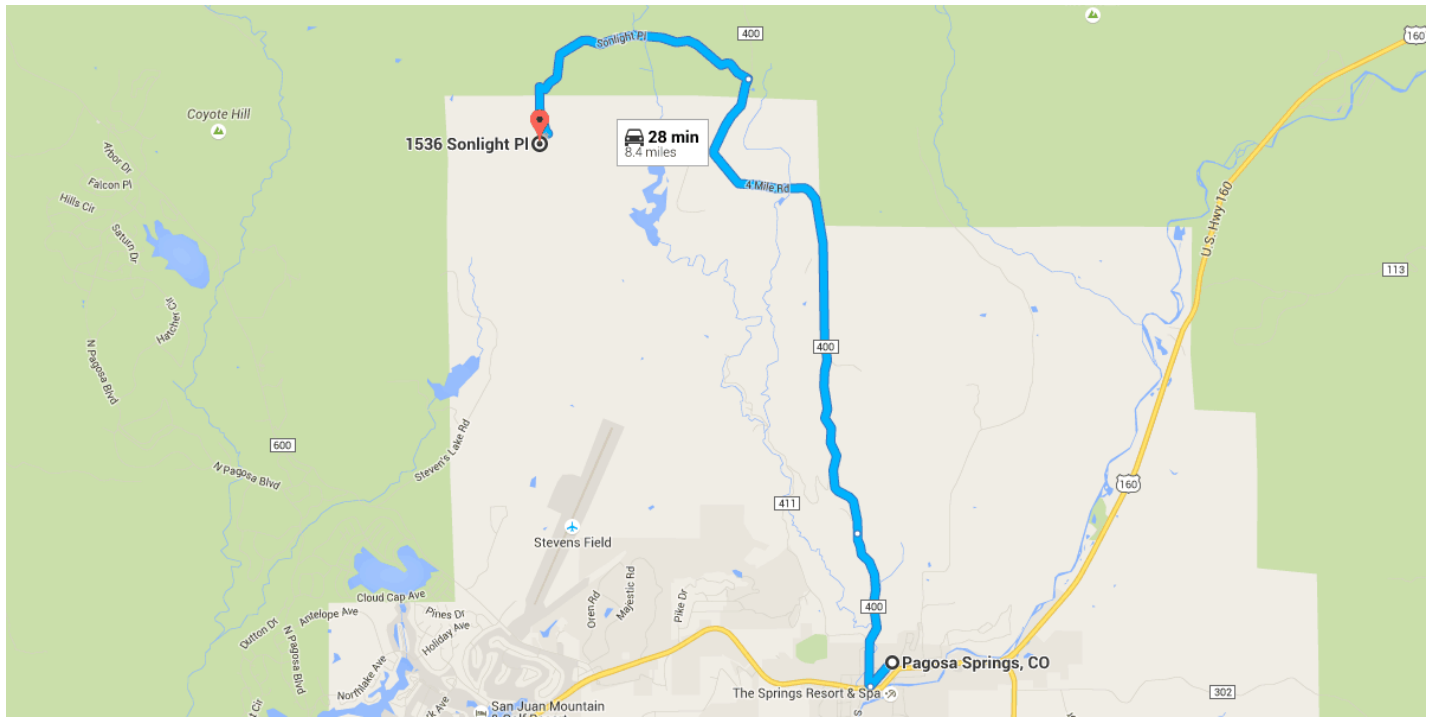 160
400
Sonlight Pl
Coyote Hill
1536 Sonlight Pl
28 min
8.4 miles
Arbor Dr
Falcon Pl
4 Mile Rd
Hills Cir
U.S. Hwy 160
Saturn Dr
113
Hatcher Cir
N Pagosa Blvd
400
Steven's Lake Rd
600
N Pagosa Blvd
160
411
Stevens Field
Cloud Cap Ave
Majestic Rd
Oren Rd
Pike Dr
400
Antelope Ave
Pines Dr
Dutton Dr
Holiday Ave
N Pagosa Blvd
Pagosa Springs, CO
Northlake Ave
The Springs Resort & Spa
302
San Juan Mountain